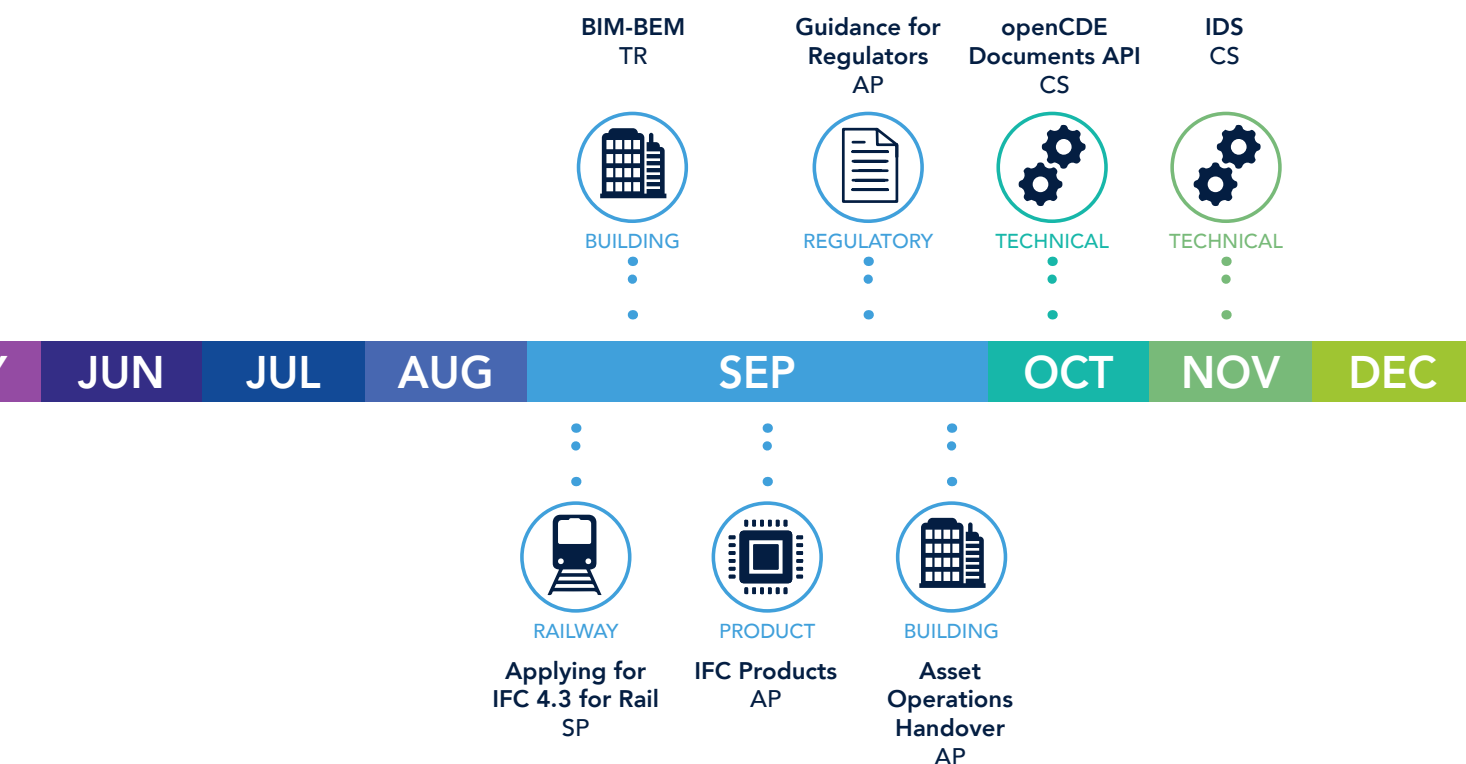 BIM-BEM
TR
BUILDING
Guidance for
Regulators
AP
REGULATORY
openCDE
Documents API
CS
TECHNICAL
IDS
CS
TECHNICAL
JUN
JUL
AUG
SEP
OCT
NOV
DEC
RAILWAY
Applying for
IFC 4.3 for Rail
SP
PRODUCT
IFC Products
AP
BUILDING
Asset
Operations
Handover
AP